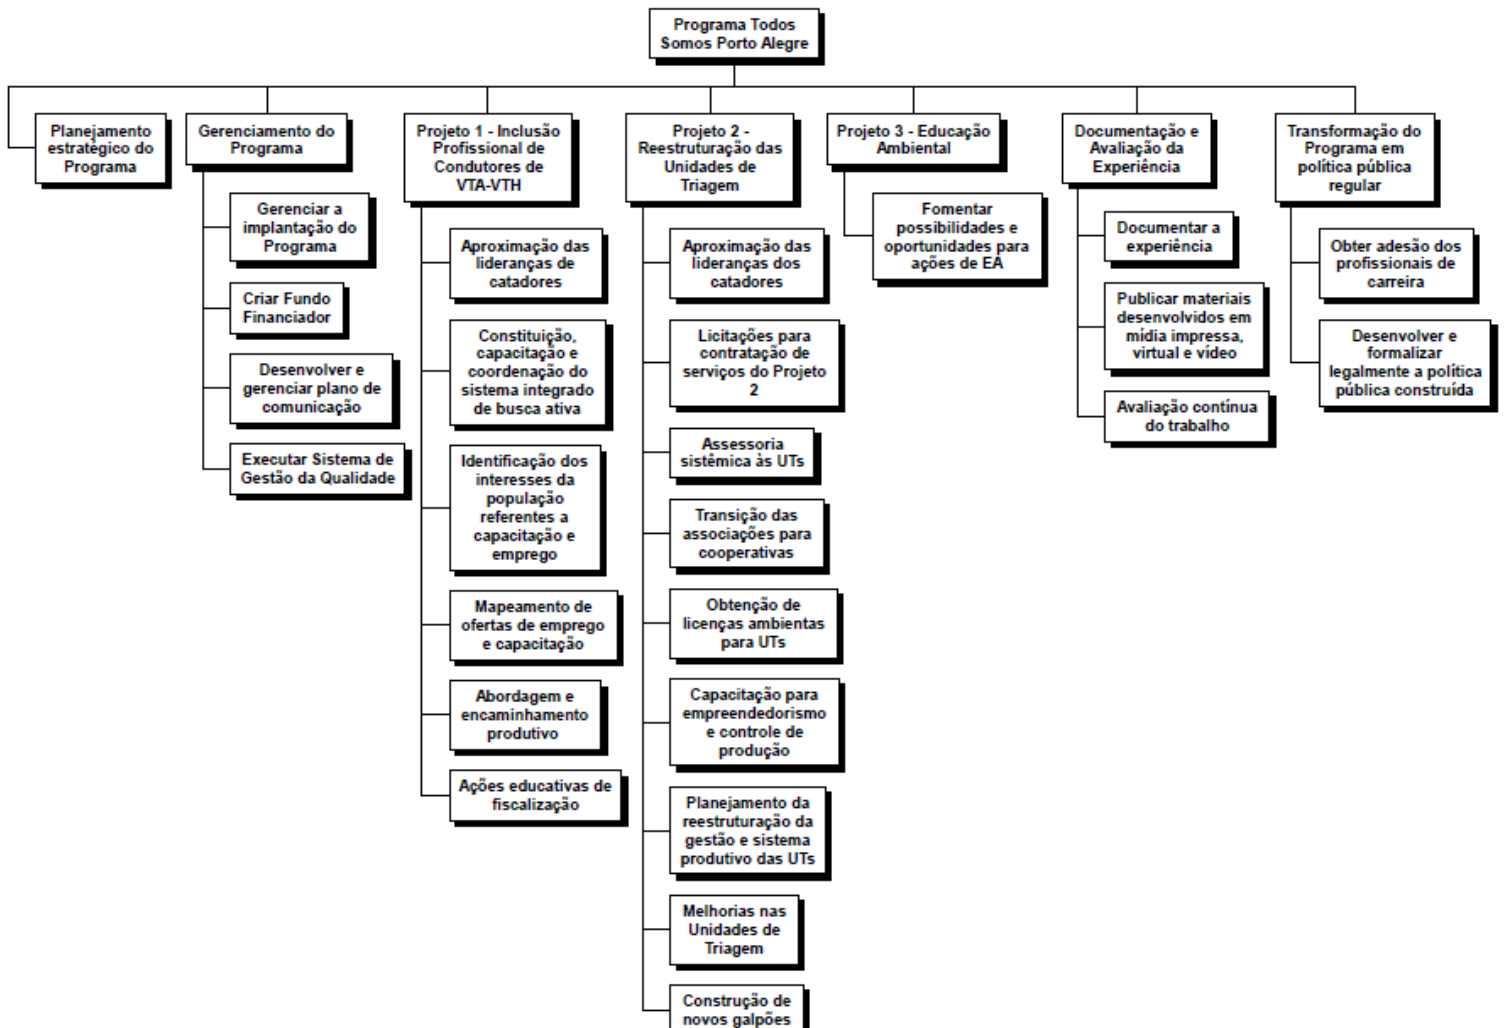 Programa Todos
Somos Porto Alegre
Planejamento
estratégico do
Programa
Gerenciamento do
Programa
Gerenciar a
implantação do
Programa
Criar Fundo
Financiador
Desenvolver e
gerenciar plano de
comunicação
Executar Sistema de
Gestão da Qualidade
Projeto 1 - Inclusão
Profissional de
Condutores de
VTA-VTH
Aproximação das
lideranças de
catadores
Constituição,
capacitação e
coordenação do
sistema integrado
de busca ativa
Identificação dos
interesses da
população
referentes a
capacitação e
emprego
Mapeamento de
ofertas de emprego
e capacitação
Abordagem e
encaminhamento
produtivo
Ações educativas de
fiscalização
Projeto 2 -
Reestruturação das
Unidades de
Triagem
Aproximação das
lideranças dos
catadores
Licitações para
contratação de
serviços do Projeto
2
Assessoria
sistêmica às UTs
Transição das
associações para
cooperativas
Obtenção de
licenças ambientas
para UTs
Capacitação para
empreendedorismo
e controle de
produção
Planejamento da
reestruturação da
gestão e sistema
produtivo das UTs
Melhorias nas
Unidades de
Triagem
Construção de
novos galpões
Projeto 3 - Educação
Ambiental
Fomentar
possibilidades e
oportunidades para
ações de EA
Documentação e
Avaliação da
Experiência
Documentar a
experiência
Publicar materiais
desenvolvidos em
mídia impressa,
virtual e vídeo
Avaliação contínua
do trabalho
Transformação do
Programa em
política pública
regular
Obter adesão dos
profissionais de
carreira
Desenvolver e
formalizar
legalmente a política
pública construída